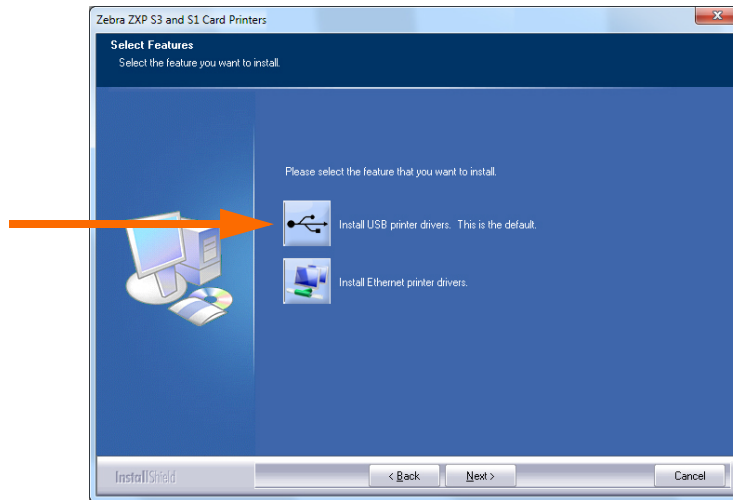 Zebra ZXP S3 and S1 Card Printers
x
Select Features
Select the feature you want to install.
Please select the feature that you want to install.
Install USB printer drivers. This is the default.
Install Ethernet printer drivers.
InstallShield
< Back
Next >
Cancel